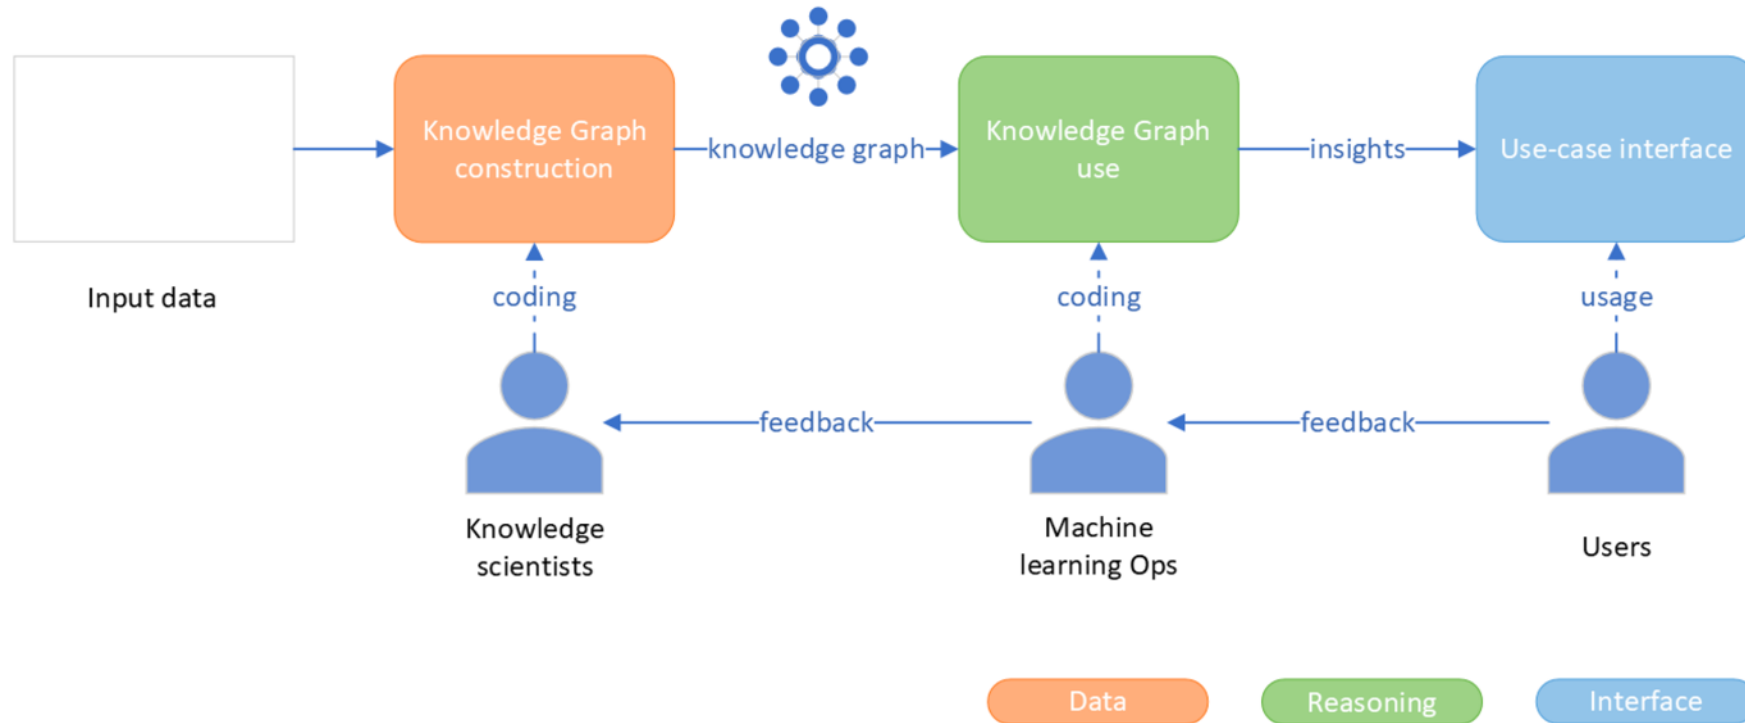 Knowledge Graph
construction
knowledge graph
Knowledge Graph
use
insights
Use-case interface
Input data
coding
coding
usage
feedback
feedback
Knowledge
scientists
Machine
learning Ops
Users
Data
Reasoning
Interface